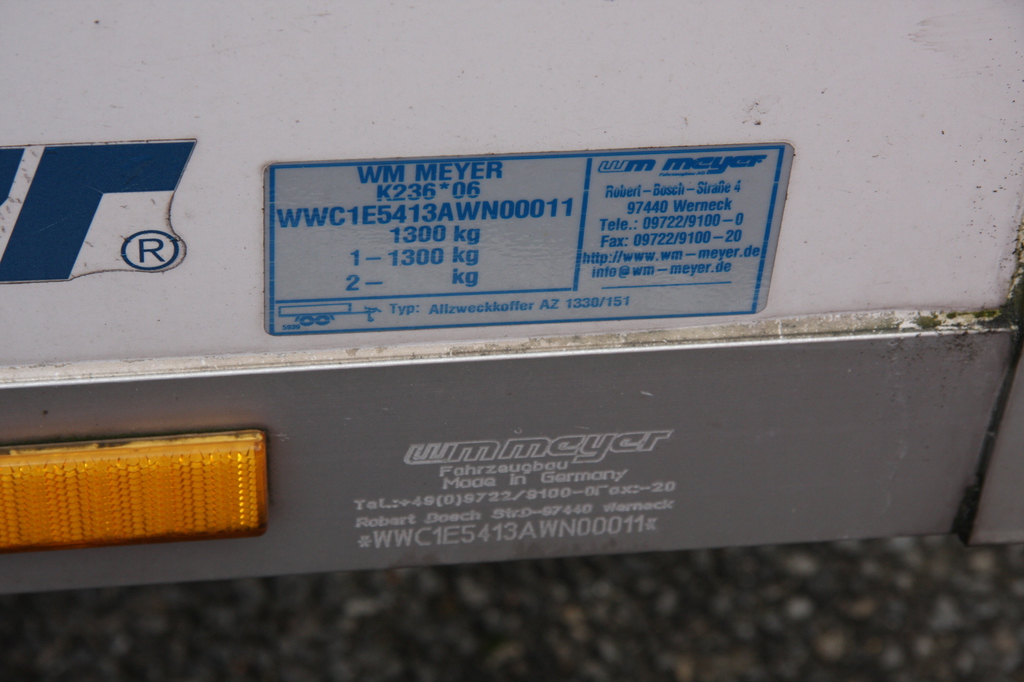 ®
WM MEYER
K236*06
WWC1E5413AWN00011
1300 kg
1- 1300 kg
2- kg
Typ: Allzweckkoffer AZ 1330/151
wm meyer
Robert-Bosch-Straße 4
97440 Werneck
Tele.: 09722/9100-0
Fax: 09722/9100-20
http://www.wm-meyer.de
info@wm-meyer.de
wm meyer
Fahrzeugbau
Made in Germany
Tel.:+49(0)9722/9100-0Fax:-20
Robert Bosch Str.D-97440 Werneck
*WWC1E5413AWN00011*